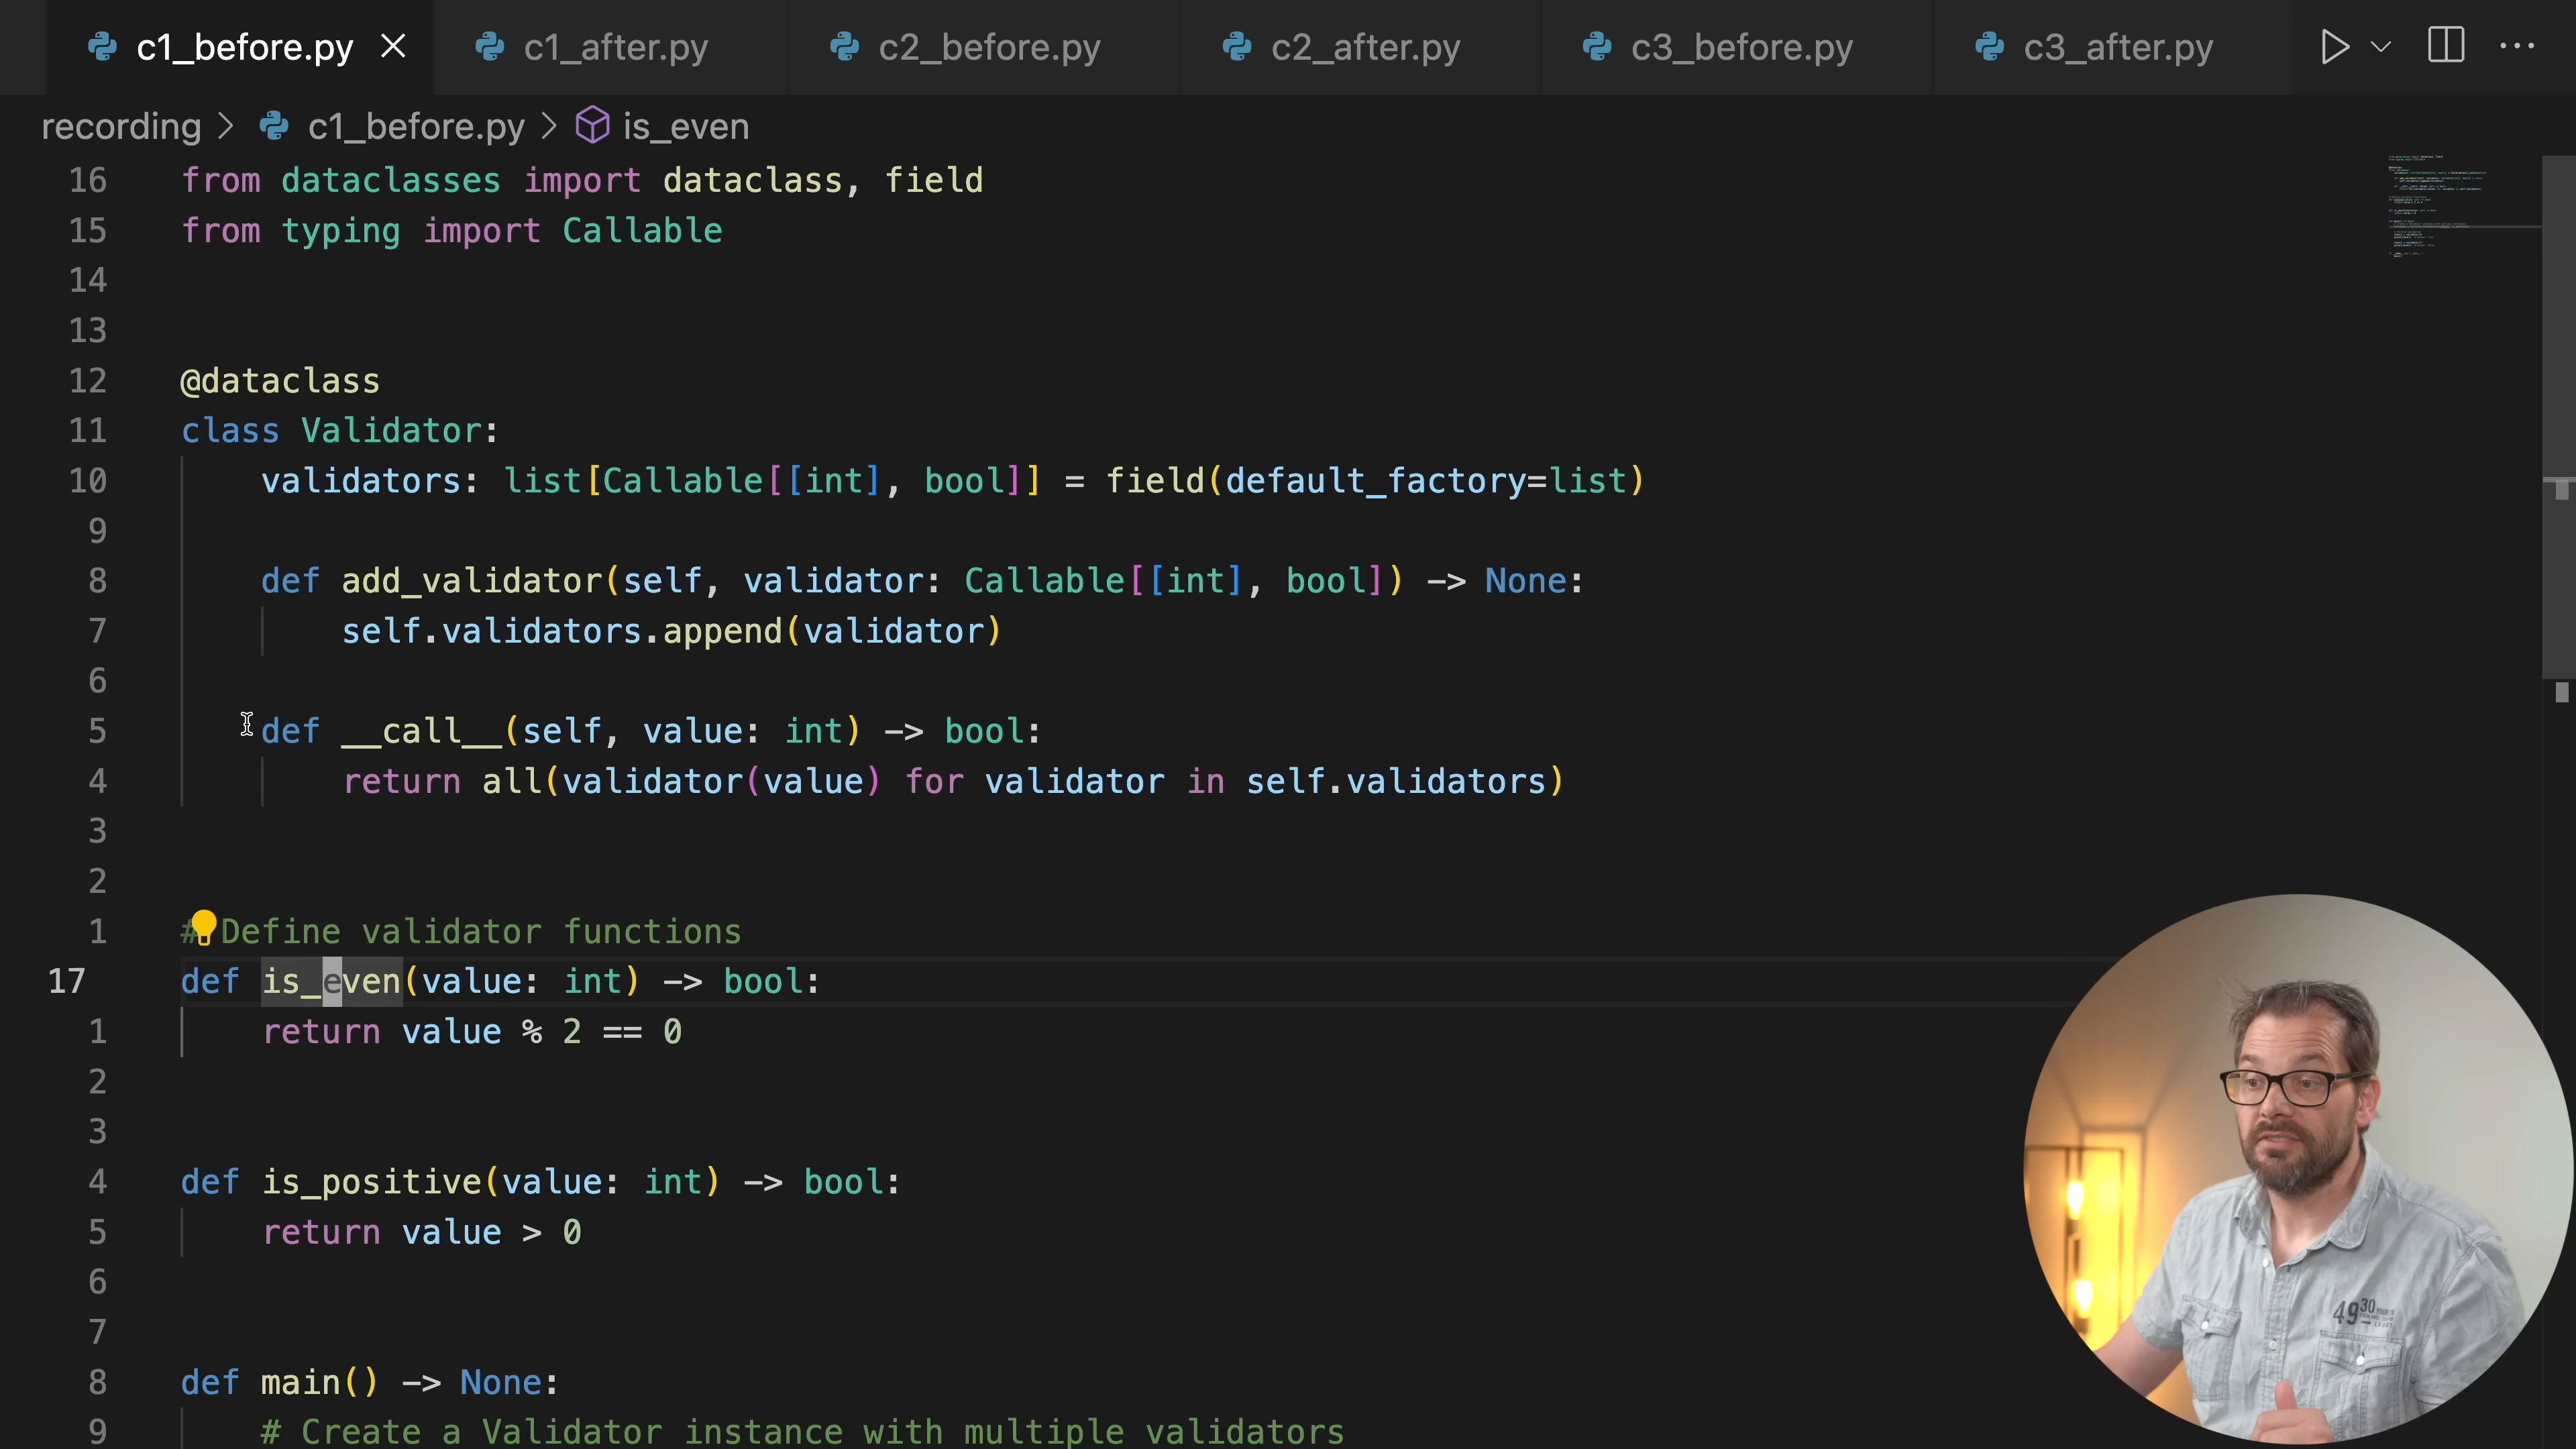 c1_before.py c1_after.py c2_before.py c2_after.py c3_before.py c3_after.py
recording > c1_before.py > is_even
16 from dataclasses import dataclass, field
15 from typing import Callable
14
13
12 @dataclass
11 class Validator:
10 validators: list[Callable[[int], bool]] = field(default_factory=list)
9
8 def add_validator(self, validator: Callable[[int], bool]) -> None:
7 self.validators.append(validator)
6
5 def __call__(self, value: int) -> bool:
4 return all(validator(value) for validator in self.validators)
3
2
1 # Define validator functions
17 def is_even(value: int) -> bool:
1 return value % 2 == 0
2
3
4 def is_positive(value: int) -> bool:
5 return value > 0
6
7
8 def main() -> None:
9 # Create a Validator instance with multiple validators
4930